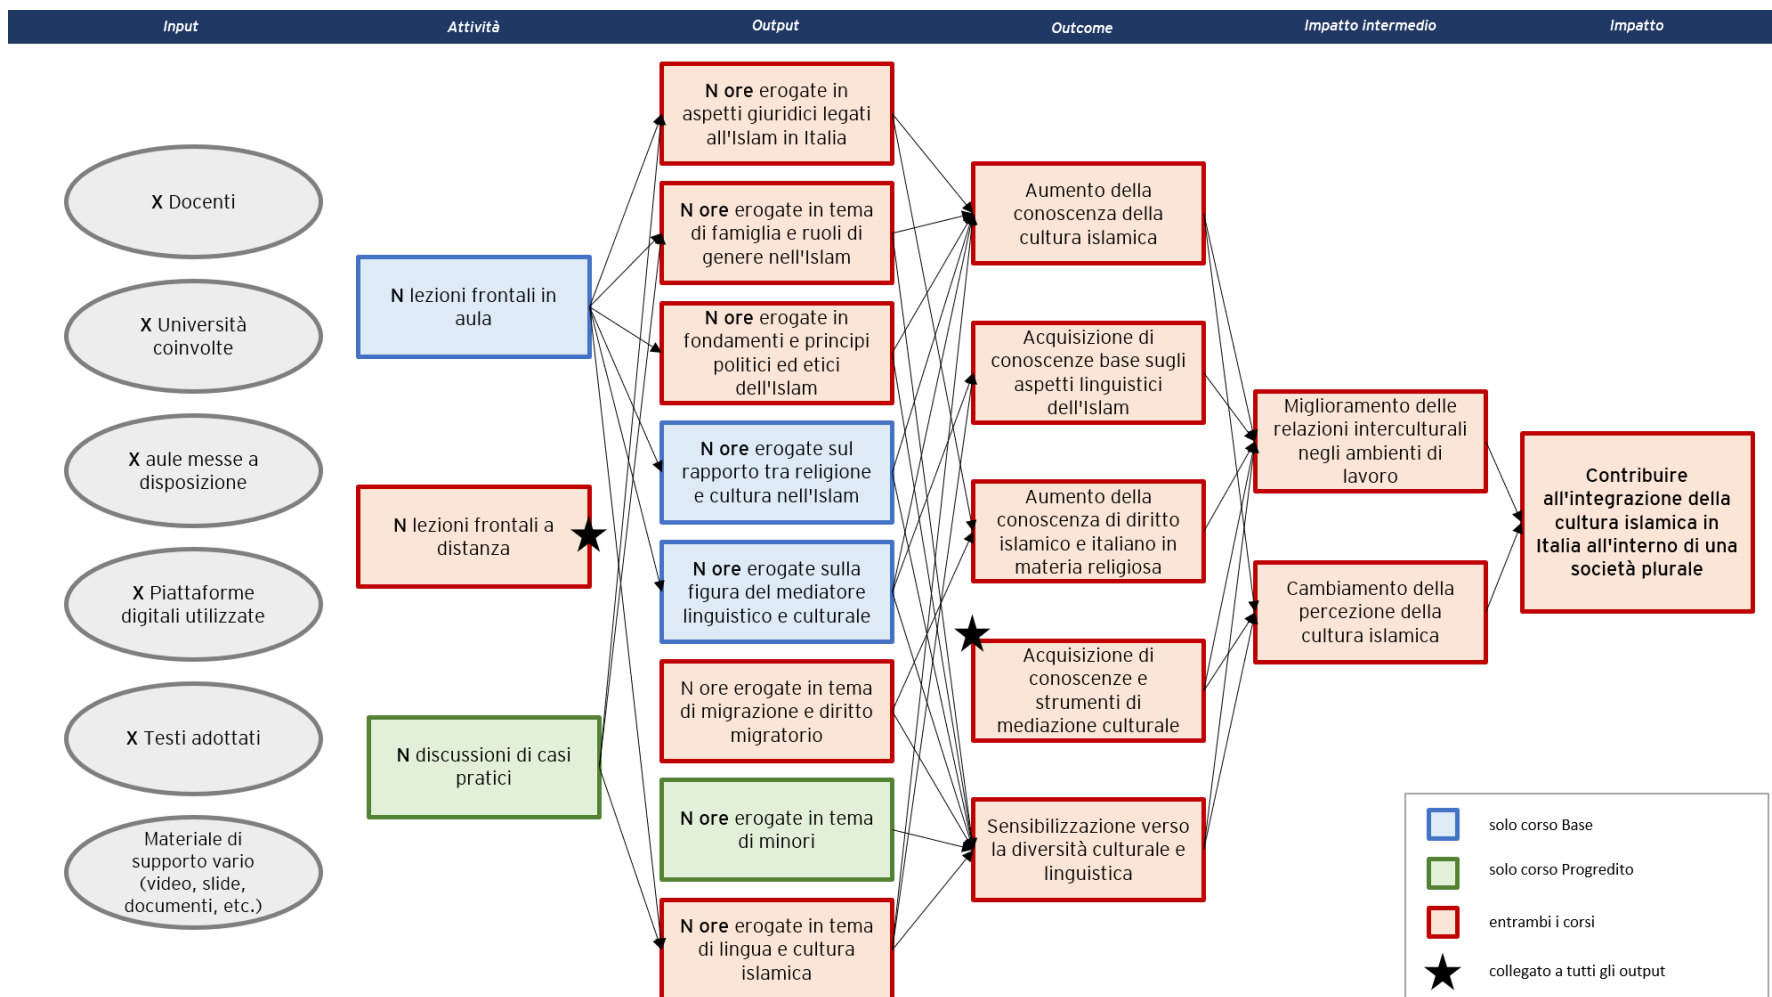 Input
Attività
Output
Outcome
Impatto intermedio
Impatto
X Docenti
X Università
coinvolte
X aule messe a
disposizione
X Piattaforme
digitali utilizzate
X Testi adottati
Materiale di
supporto vario
(video, slide,
documenti, etc.)
N lezioni frontali in
aula
N lezioni frontali a
distanza
N discussioni di casi
pratici
N ore erogate in
aspetti giuridici legati
all'Islam in Italia
N ore erogate in tema
di famiglia e ruoli di
genere nell'Islam
N ore erogate in
fondamenti e principi
politici ed etici
dell'Islam
N ore erogate sul
rapporto tra religione
e cultura nell'Islam
N ore erogate sulla
figura del mediatore
linguistico e culturale
N ore erogate in tema
di migrazione e diritto
migratorio
N ore erogate in tema
di minori
N ore erogate in tema
di lingua e cultura
islamica
Aumento della
conoscenza della
cultura islamica
Acquisizione di
conoscenze base sugli
aspetti linguistici
dell'Islam
Aumento della
conoscenza di diritto
islamico e italiano in
materia religiosa
Acquisizione di
conoscenze e
strumenti di
mediazione culturale
Sensibilizzazione verso
la diversità culturale e
linguistica
Miglioramento delle
relazioni interculturali
negli ambienti di
lavoro
Cambiamento della
percezione della
cultura islamica
Contribuire
all'integrazione della
cultura islamica in
Italia all'interno di una
società plurale
solo corso Base
solo corso Progredito
entrambi i corsi
collegato a tutti gli output